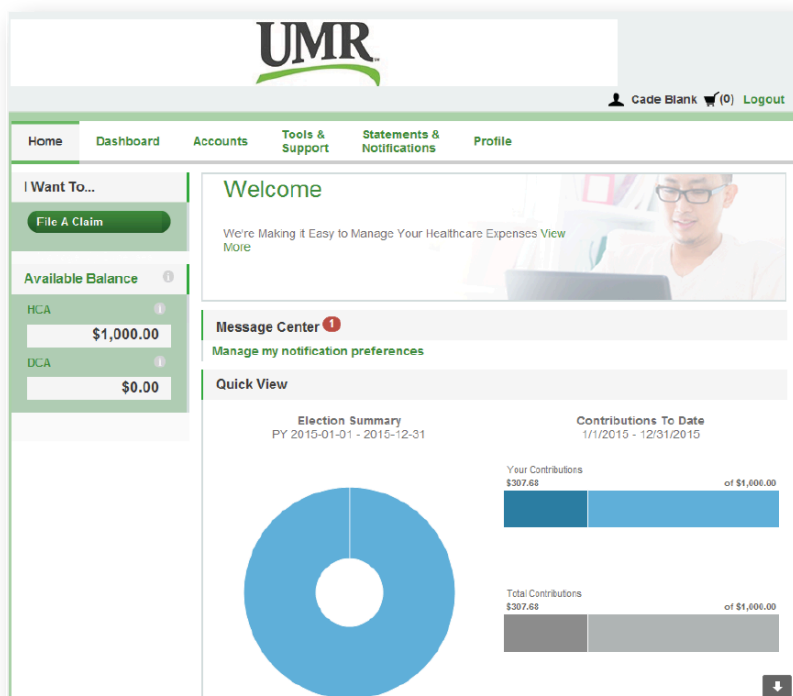 UMR
Cade Blank (0) Logout
Home Dashboard Accounts Tools & Support Statements & Notifications Profile
I Want To...
File A Claim
Available Balance
HCA
$1,000.00
DCA
$0.00
Welcome
We're Making it Easy to Manage Your Healthcare Expenses View
More
Message Center 1
Manage my notification preferences
Quick View
Election Summary
PY 2015-01-01 - 2015-12-31
Contributions To Date
1/1/2015 - 12/31/2015
Your Contributions
$307.68 of $1,000.00
Total Contributions
$307.68 of $1,000.00